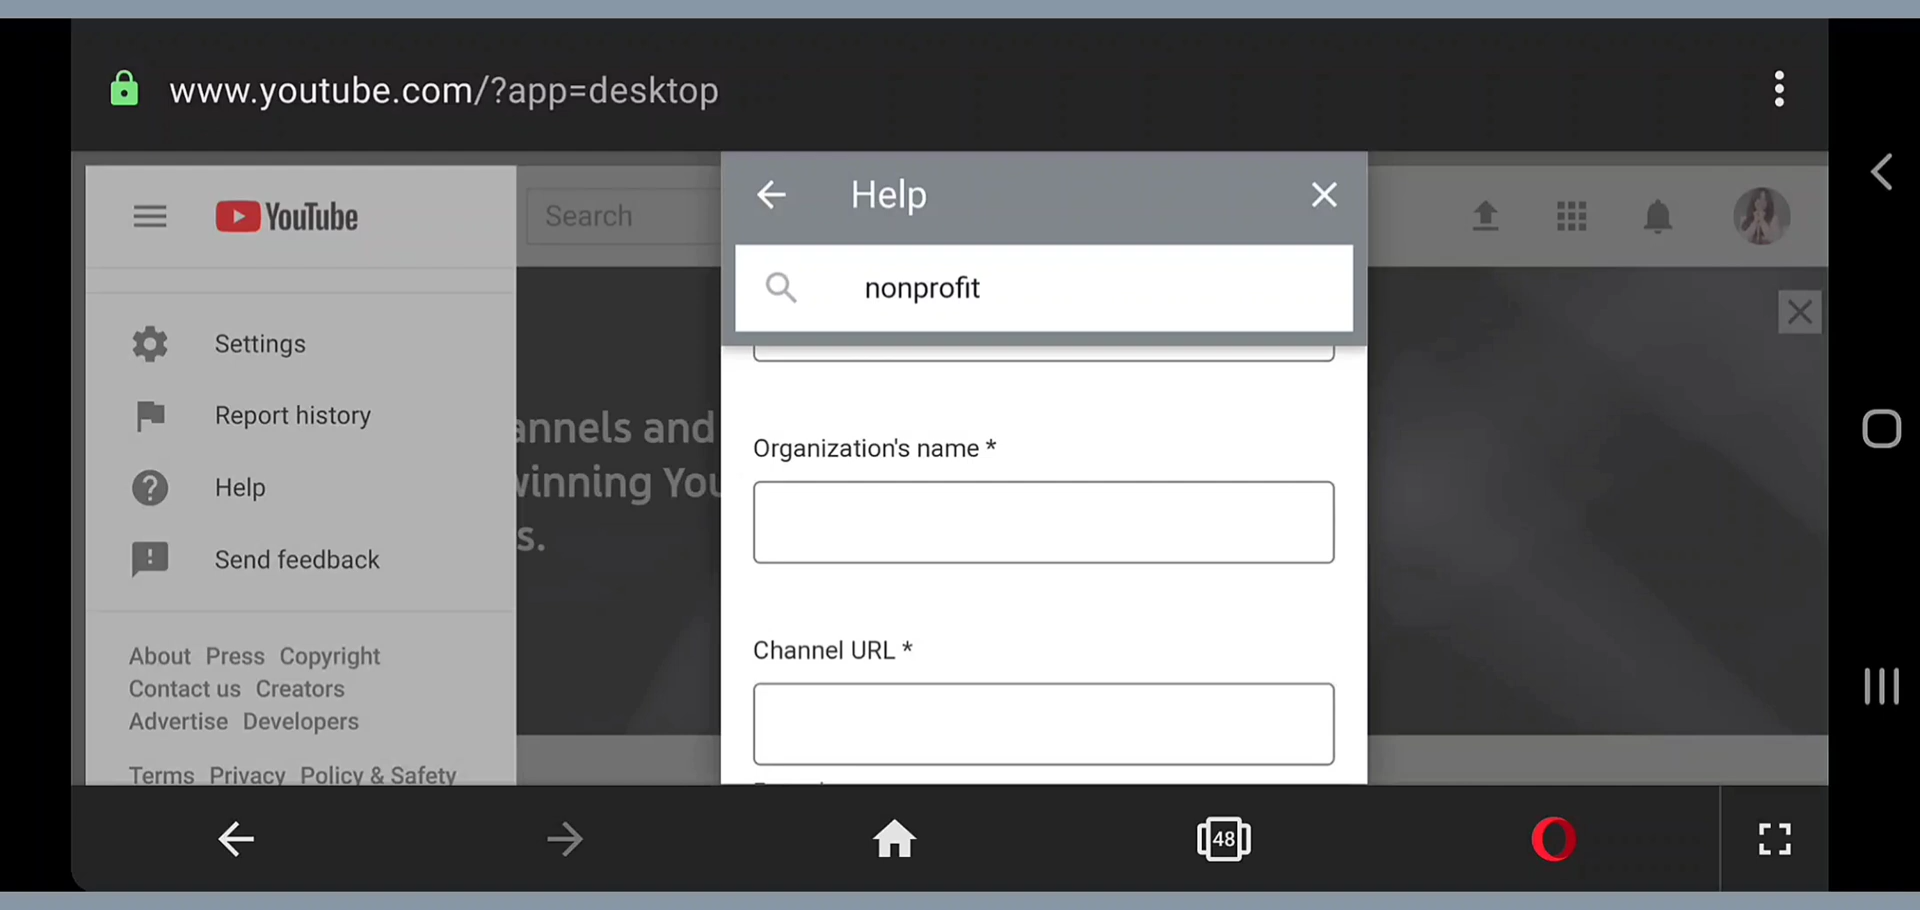 www.youtube.com/?app=desktop
YouTube
Search
Settings
Report history
Help
Send feedback
About Press Copyright
Contact us Creators
Advertise Developers
Terms Privacy Policy & Safety
annels and
winning You
s.
Help
nonprofit
Organization's name *
Channel URL *
48